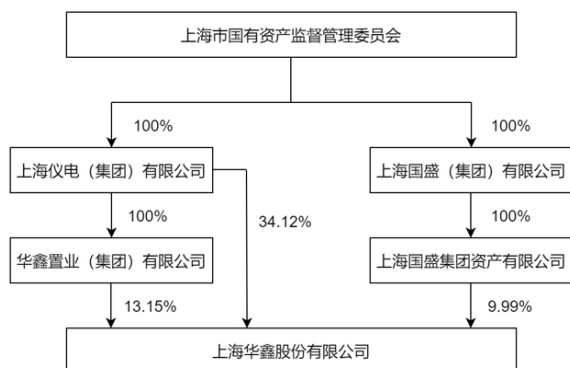 上海市国有资产监督管理委员会
100%
100%
上海仪电（集团）有限公司
上海国盛（集团）有限公司
100%
34.12%
100%
华鑫置业（集团）有限公司
上海国盛集团资产有限公司
13.15%
9.99%
上海华鑫股份有限公司